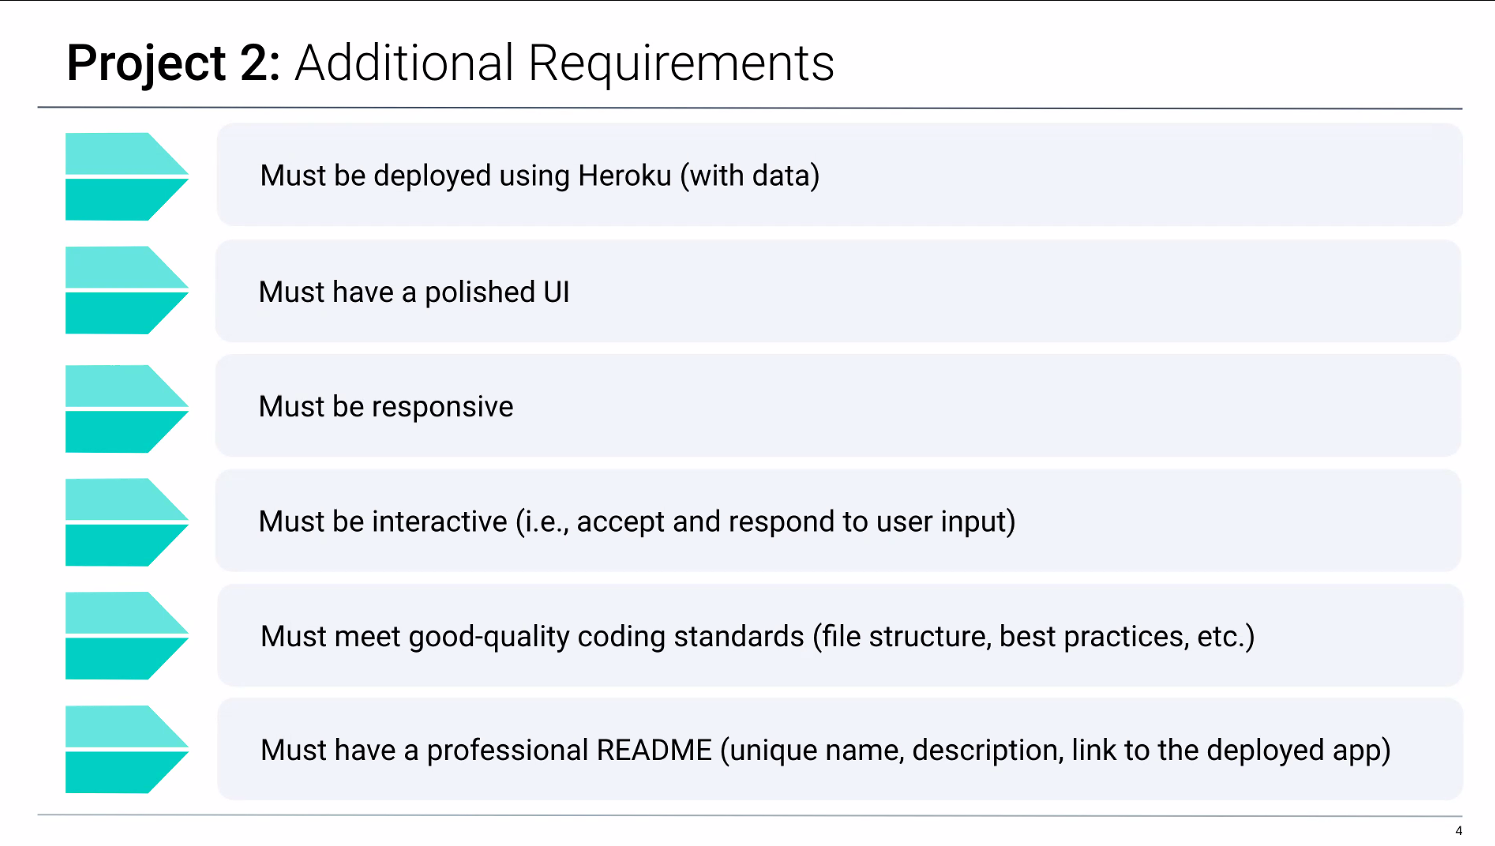 Project 2: Additional Requirements
Must be deployed using Heroku (with data)
Must have a polished UI
Must be responsive
Must be interactive (i.e., accept and respond to user input)
Must meet good-quality coding standards (file structure, best practices, etc.)
Must have a professional README (unique name, description, link to the deployed app)
4